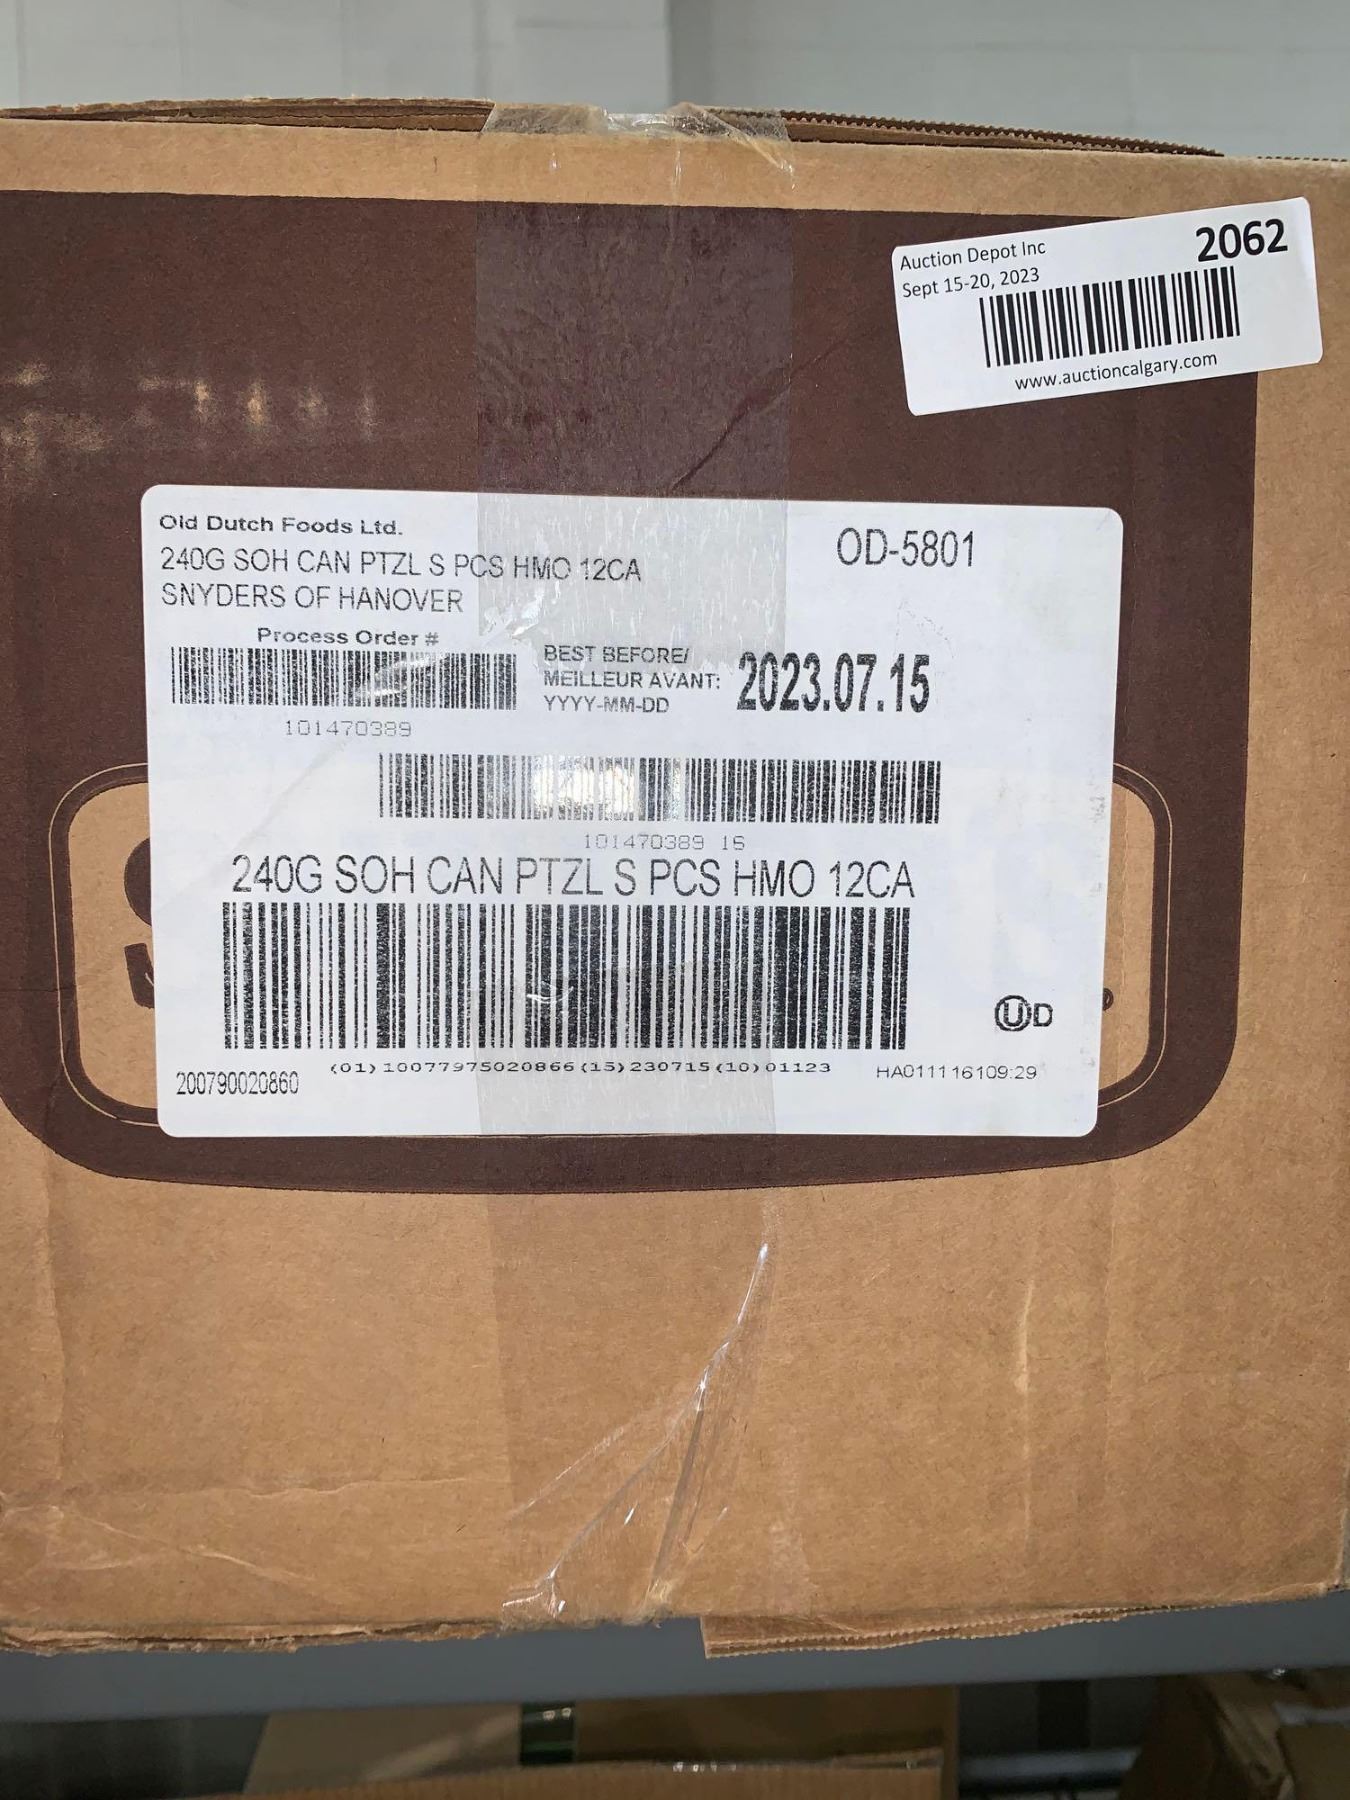 Auction Depot Inc
2062
Sept 15-20, 2023
www.auctioncalgary.com
Old Dutch Foods Ltd.
OD-5801
240G SOH CAN PTZL S PCS HMO 12CA
SNYDERS OF HANOVER
Process Order #
101470389
BEST BEFORE/
MEILLEUR AVANT:
YYYY-MM-DD
2023.07.15
101470389 16
240G SOH CAN PTZL S PCS HMO 12CA
UD
200790020860
(01)10077975020866(15)230715(10)01123
HA011116109:29